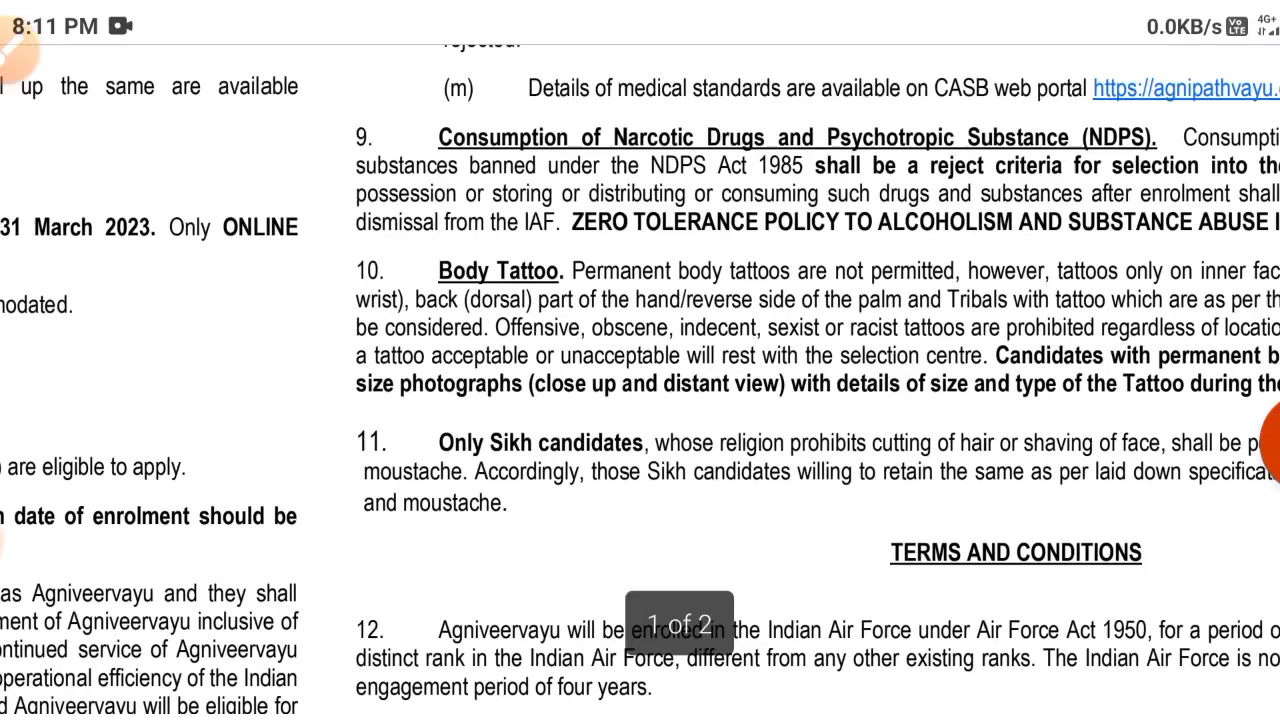 8:11 PM
0.0KB/s Vo LTE 4G+
up the same are available
31 March 2023. Only ONLINE
are eligible to apply.
date of enrolment should be
as Agniveervayu and they shall
of Agniveervayu inclusive of
service of Agniveervayu
operational efficiency of the Indian
Agniveervayu will be eligible for
rejected.
(m) Details of medical standards are available on CASB web portal https://agnipathvayu.
9. Consumption of Narcotic Drugs and Psychotropic Substance (NDPS). Consumpti
substances banned under the NDPS Act 1985 shall be a reject criteria for selection into the
possession or storing or distributing or consuming such drugs and substances after enrolment shall
dismissal from the IAF. ZERO TOLERANCE POLICY TO ALCOHOLISM AND SUBSTANCE ABUSE I
10. Body Tattoo. Permanent body tattoos are not permitted, however, tattoos only on inner fac
wrist), back (dorsal) part of the hand/reverse side of the palm and Tribals with tattoo which are as per th
be considered. Offensive, obscene, indecent, sexist or racist tattoos are prohibited regardless of locatio
a tattoo acceptable or unacceptable will rest with the selection centre. Candidates with permanent b
size photographs (close up and distant view) with details of size and type of the Tattoo during the
11. Only Sikh candidates, whose religion prohibits cutting of hair or shaving of face, shall be p
moustache. Accordingly, those Sikh candidates willing to retain the same as per laid down specificat
and moustache.
TERMS AND CONDITIONS
12. Agniveervayu will be enrolled in the Indian Air Force under Air Force Act 1950, for a period o
distinct rank in the Indian Air Force, different from any other existing ranks. The Indian Air Force is no
engagement period of four years.
1 of 2